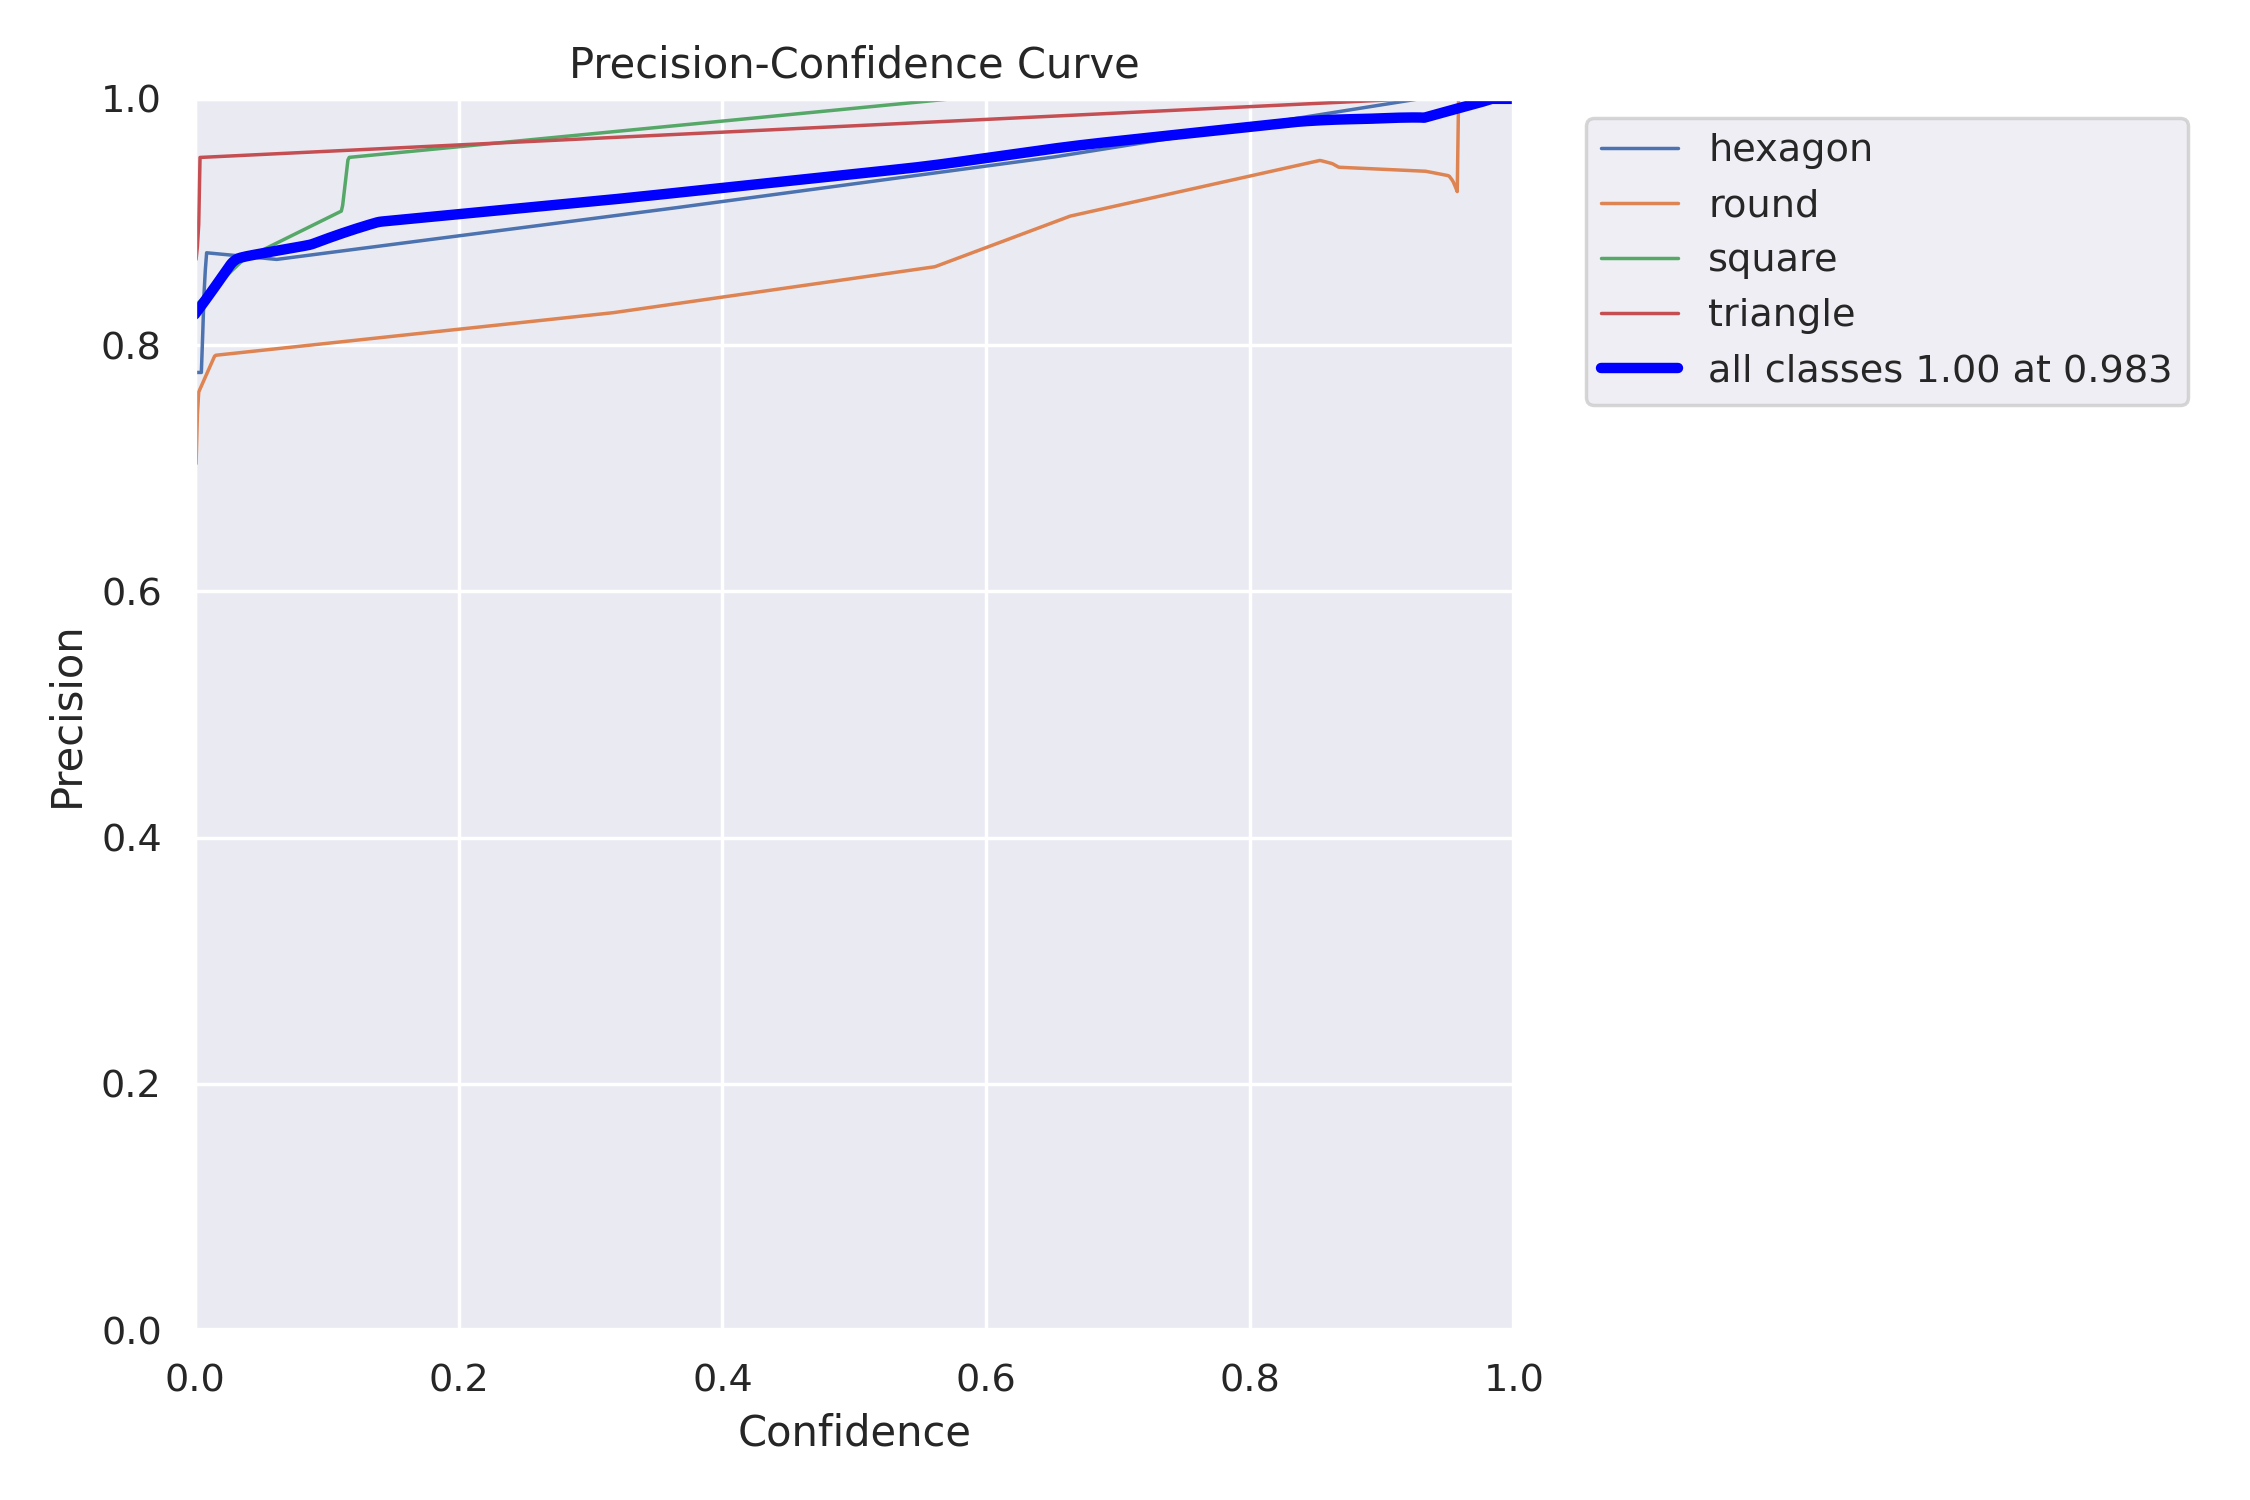 Precision-Confidence Curve
1.0
0.8
0.6
0.4
0.2
0.0
Precision
0.0 0.2 0.4 0.6 0.8 1.0
Confidence
hexagon
round
square
triangle
all classes 1.00 at 0.983